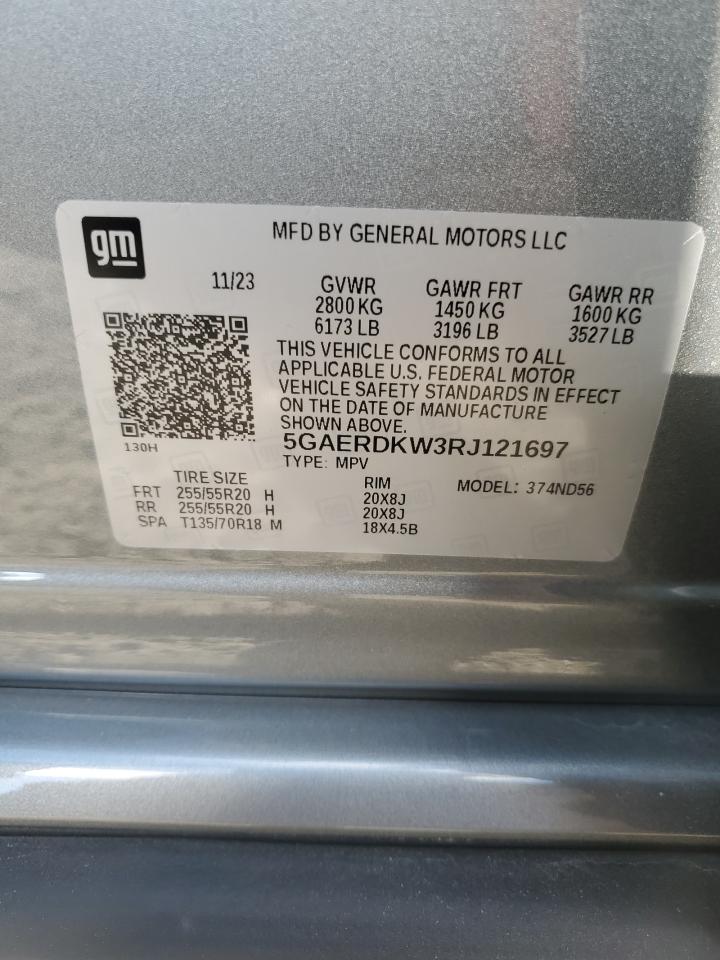 gm
MFD BY GENERAL MOTORS LLC
11/23
GVWR
2800 KG
6173 LB
GAWR FRT
1450 KG
3196 LB
GAWR RR
1600 KG
3527 LB
THIS VEHICLE CONFORMS TO ALL
APPLICABLE U.S. FEDERAL MOTOR
VEHICLE SAFETY STANDARDS IN EFFECT
ON THE DATE OF MANUFACTURE
SHOWN ABOVE.
130H
5GAERDKW3RJ121697
TYPE: MPV
TIRE SIZE RIM MODEL: 374ND56
FRT 255/55R20 H 20X8J
RR 255/55R20 H 20X8J
SPA T135/70R18 M 18X4.5B